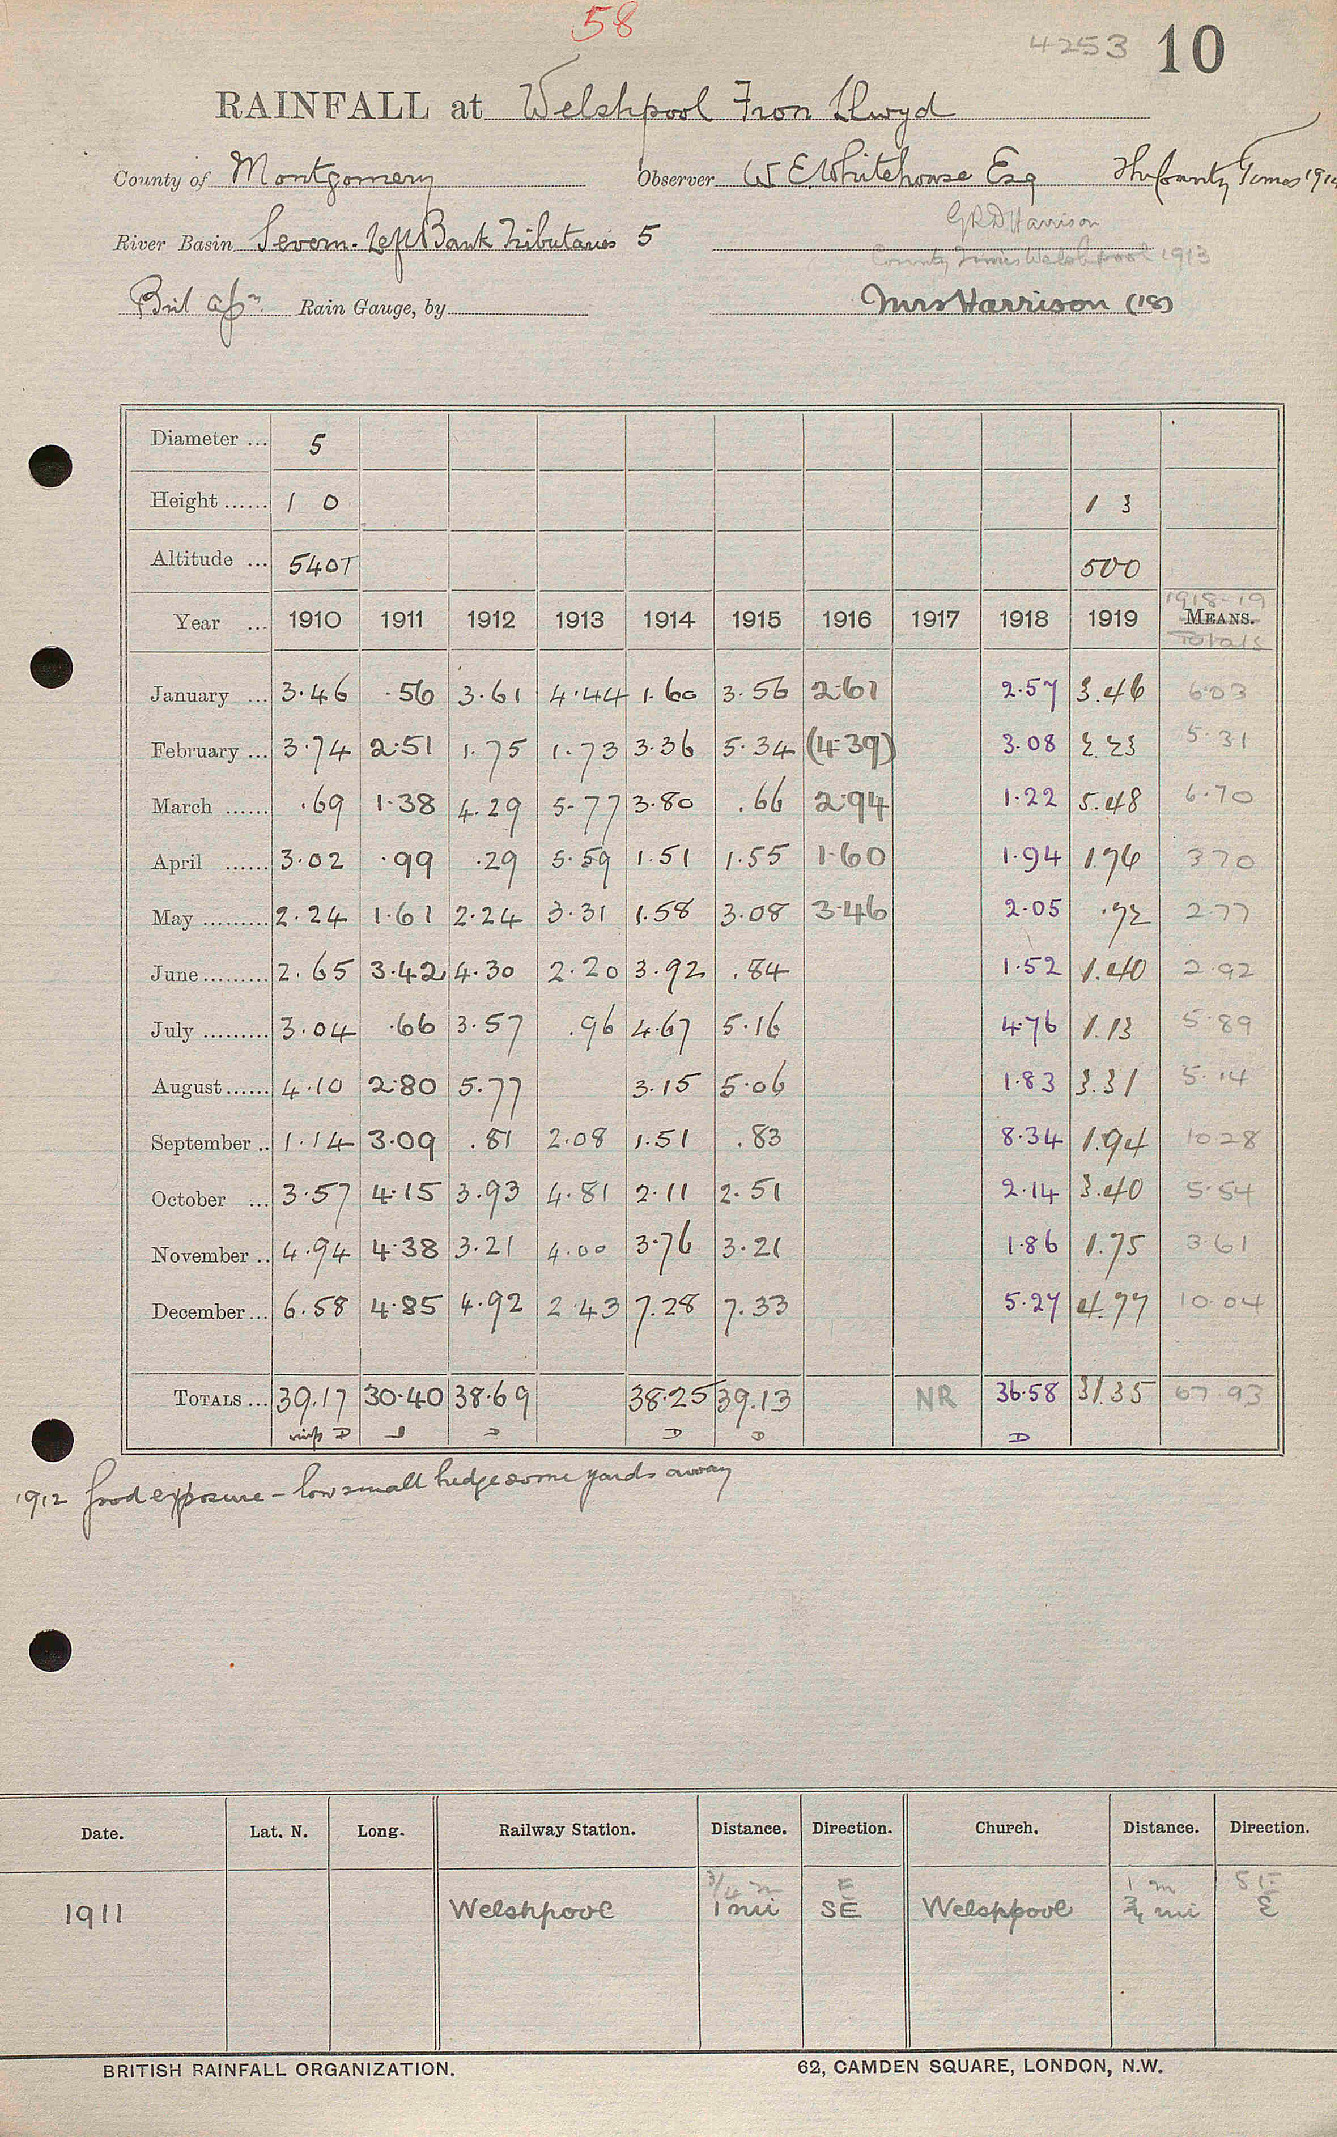 58
4253 10
RAINFALL at Welshpool Fron Llwyd
County of Montgomery Observer W E Whitehouse Esq The County Times 1914
River Basin Severn. Left Bank Tributaries 5 G R D Harrison
County Times Welshpool 1913
Rain Gauge, by Mrs Harrison (18)
Diameter ... 5
Height ...... 1 0 1 3
Altitude ... 540T 500
1918-19
Year ... 1910 1911 1912 1913 1914 1915 1916 1917 1918 1919 MEANS.
Totals
January ... 3.46 .56 3.61 4.44 1.60 3.56 2.61 2.57 3.46 6.03
February ... 3.74 2.51 1.75 1.73 3.36 5.34 (4.39) 3.08 2.23 5.31
March ...... .69 1.38 4.29 5.77 3.80 .66 2.94 1.22 5.48 6.70
April ...... 3.02 .99 .29 5.59 1.51 1.55 1.60 1.94 1.76 3.70
May ......... 2.24 1.61 2.24 3.31 1.58 3.08 3.46 2.05 .72 2.77
June ......... 2.65 3.42 4.30 2.20 3.92 .84 1.52 1.40 2.92
July ......... 3.04 .66 3.57 .96 4.67 5.16 4.76 1.13 5.89
August ...... 4.10 2.80 5.77 3.15 5.06 1.83 3.31 5.14
September .. 1.14 3.09 .81 2.08 1.51 .83 8.34 1.94 10.28
October ... 3.57 4.15 3.93 4.81 2.11 2.51 2.14 3.40 5.54
November .. 4.94 4.38 3.21 4.00 3.76 3.21 1.86 1.75 3.61
December ... 6.58 4.85 4.92 2.43 7.28 7.33 5.27 4.77 10.04
TOTALS ... 39.17 30.40 38.69 38.25 39.13 NR 36.58 31.35 67.93
D D D D
1912 Good exposure - low small hedge some yards away
Date. Lat. N. Long. Railway Station. Distance. Direction. Church. Distance. Direction.
3/4 m E 1 m SE
1911 Welshpool 1 mi SE Welsppool 3/4 mi E
BRITISH RAINFALL ORGANIZATION. 62, CAMDEN SQUARE, LONDON, N.W.